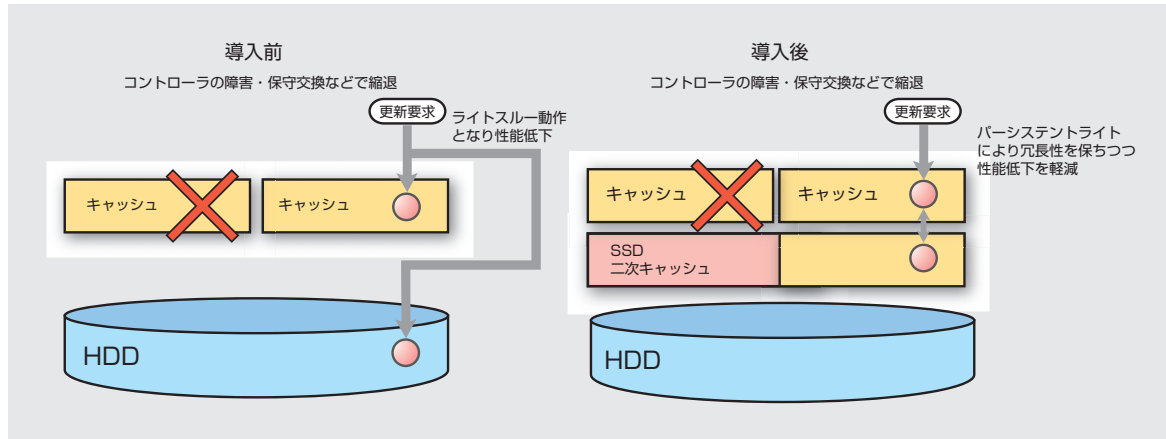 導入前
コントローラの障害・保守交換などで縮退
更新要求
ライトスルー動作
となり性能低下
キャッシュ
キャッシュ
HDD
導入後
コントローラの障害・保守交換などで縮退
更新要求
パーシステントライト
により冗長性を保ちつつ
性能低下を軽減
キャッシュ
キャッシュ
SSD
二次キャッシュ
HDD